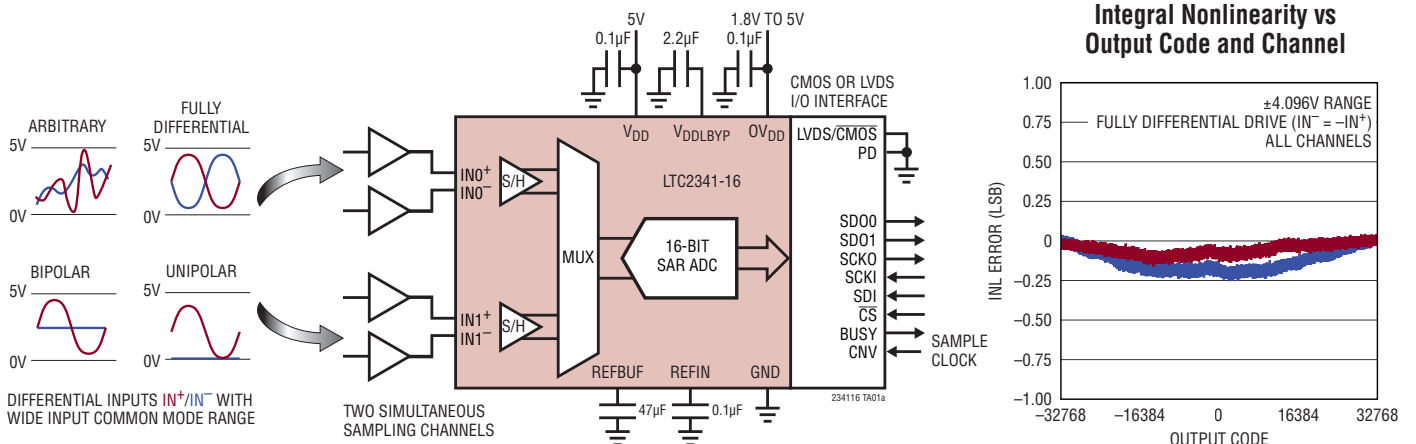 5V
1.8V TO 5V
0.1µF
2.2µF
0.1µF
CMOS OR LVDS
I/O INTERFACE
ARBITRARY
FULLY
DIFFERENTIAL
5V
0V
5V
0V
BIPOLAR
UNIPOLAR
5V
0V
5V
0V
DIFFERENTIAL INPUTS IN+/IN– WITH
WIDE INPUT COMMON MODE RANGE
VDD
VDDLBYP
OVDD
LVDS/CMOS
PD
LTC2341-16
IN0+
IN0–
S/H
MUX
16-BIT
SAR ADC
IN1+
IN1–
S/H
SDO0
SDO1
SCKO
SCKI
SDI
CS
BUSY
CNV
SAMPLE
CLOCK
REFBUF
REFIN
GND
47µF
0.1µF
234116 TA01a
TWO SIMULTANEOUS
SAMPLING CHANNELS
Integral Nonlinearity vs
Output Code and Channel
±4.096V RANGE
FULLY DIFFERENTIAL DRIVE (IN– = –IN+)
ALL CHANNELS
INL ERROR (LSB)
1.00
0.75
0.50
0.25
0
–0.25
–0.50
–0.75
–1.00
–32768
–16384
0
16384
32768
OUTPUT CODE